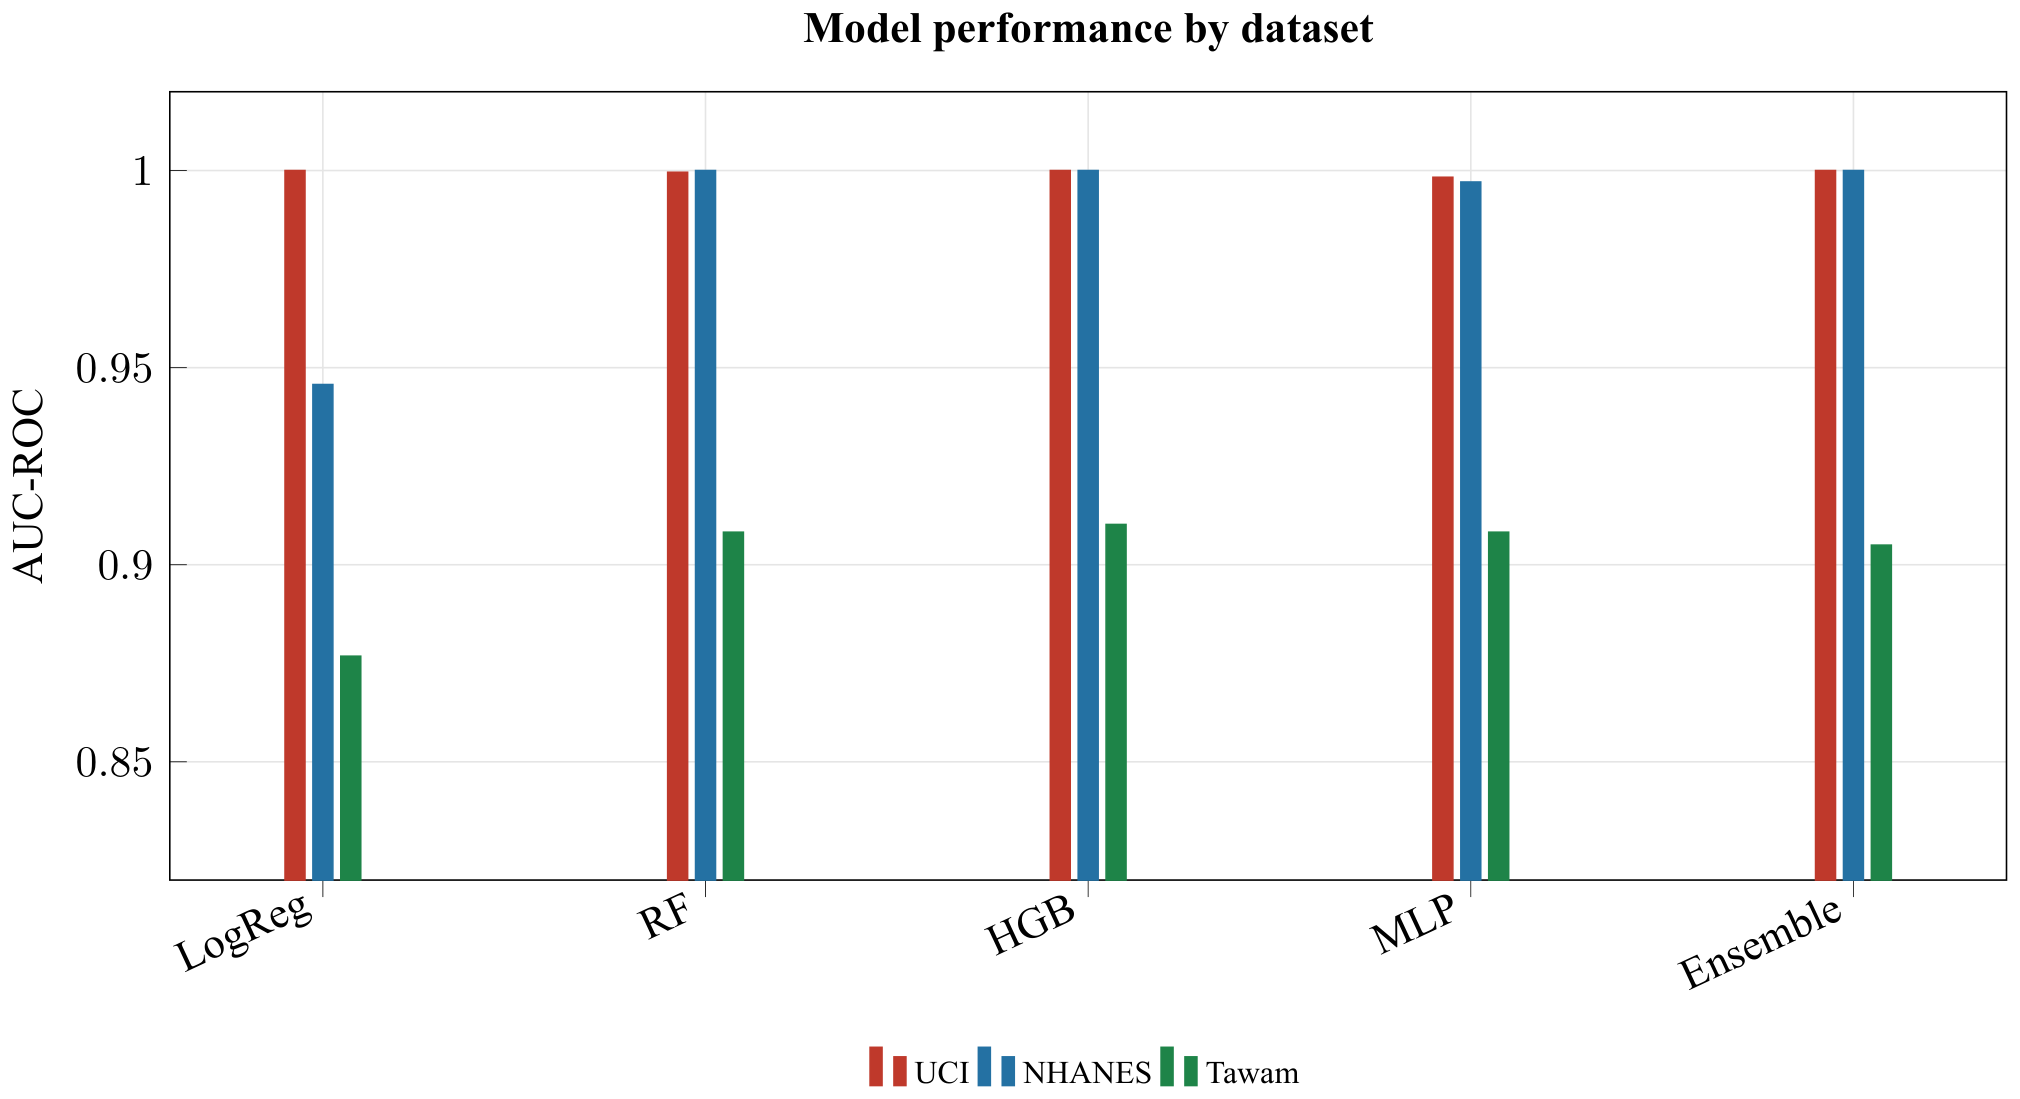 Model performance by dataset
AUC-ROC
1
0.95
0.9
0.85
LogReg
RF
HGB
MLP
Ensemble
UCI NHANES Tawam